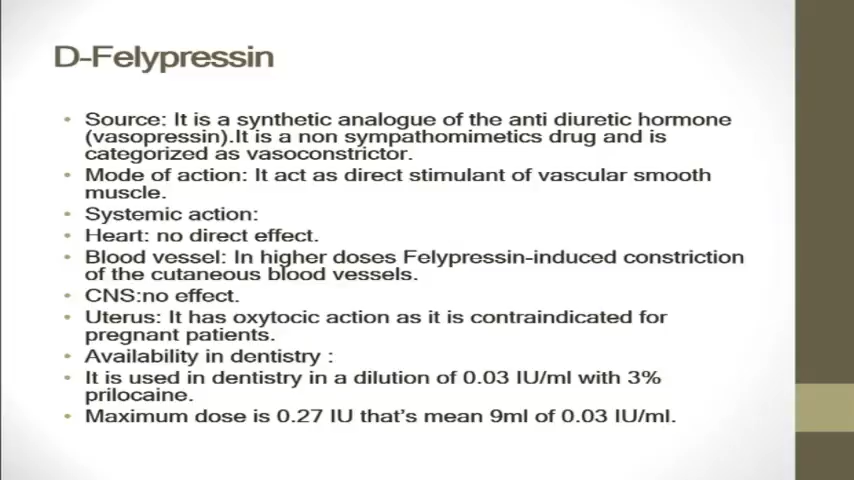 D-Felypressin
• Source: It is a synthetic analogue of the anti diuretic hormone
(vasopressin).It is a non sympathomimetics drug and is
categorized as vasoconstrictor.
• Mode of action: It act as direct stimulant of vascular smooth
muscle.
• Systemic action:
• Heart: no direct effect.
• Blood vessel: In higher doses Felypressin-induced constriction
of the cutaneous blood vessels.
• CNS:no effect.
• Uterus: It has oxytocic action as it is contraindicated for
pregnant patients.
• Availability in dentistry :
• It is used in dentistry in a dilution of 0.03 IU/ml with 3%
prilocaine.
• Maximum dose is 0.27 IU that's mean 9ml of 0.03 IU/ml.